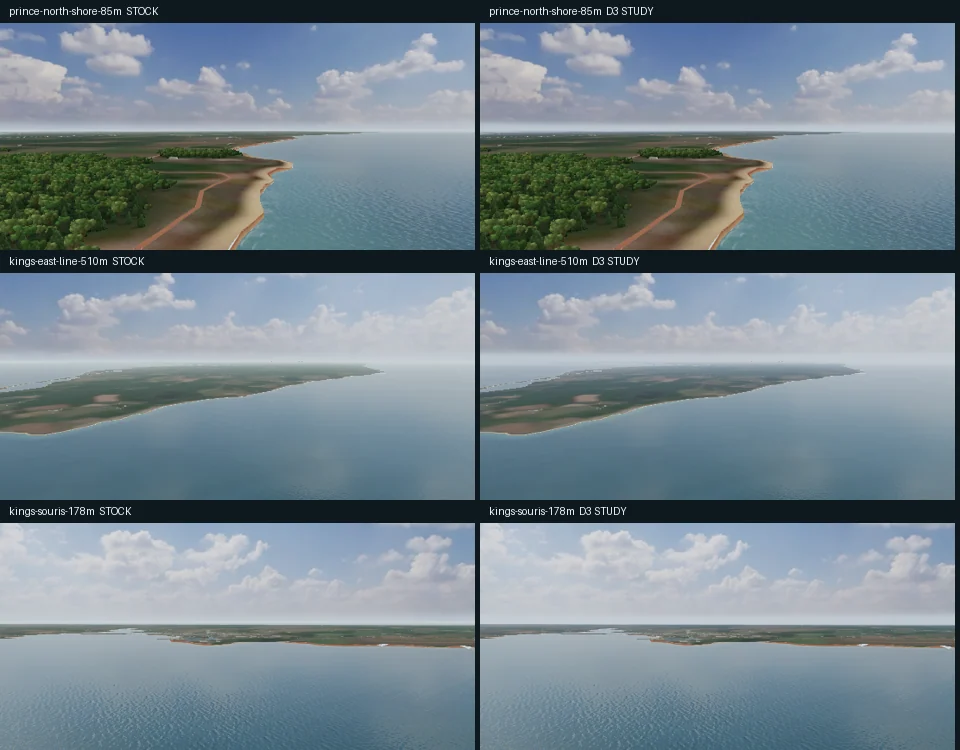 prince-north-shore-85m STOCK
prince-north-shore-85m D3 STUDY
kings-east-line-510m STOCK
kings-east-line-510m D3 STUDY
kings-souris-178m STOCK
kings-souris-178m D3 STUDY